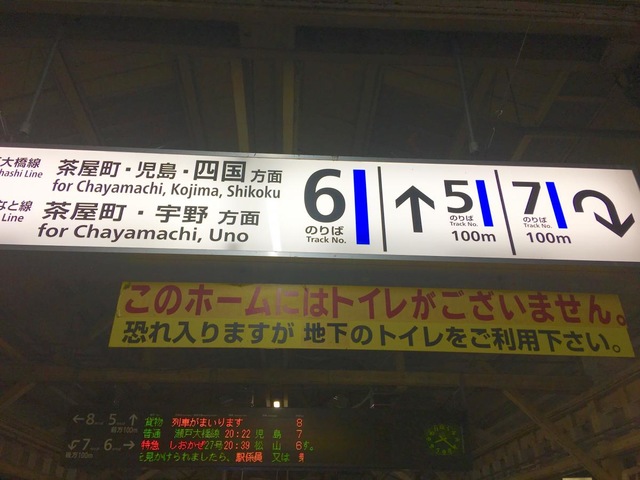 大橋線 茶屋町・児島・四国方面
hashi Line for Chayamachi, Kojima, Shikoku
なと線 茶屋町・宇野 方面
Line for Chayamachi, Uno
6 のりば Track No.
↑ 5 のりば Track No. 100m
7 のりば Track No. 100m
このホームにはトイレがございません。
恐れ入りますが 地下のトイレをご利用下さい。
←8 5 ↑
7 6 →
貨物 列車がまいります 8
普通 瀬戸大橋線 20:22 児島 7
特急 しおかぜ27号 20:39 松山 6
を見かけられましたら、駅係員 又は